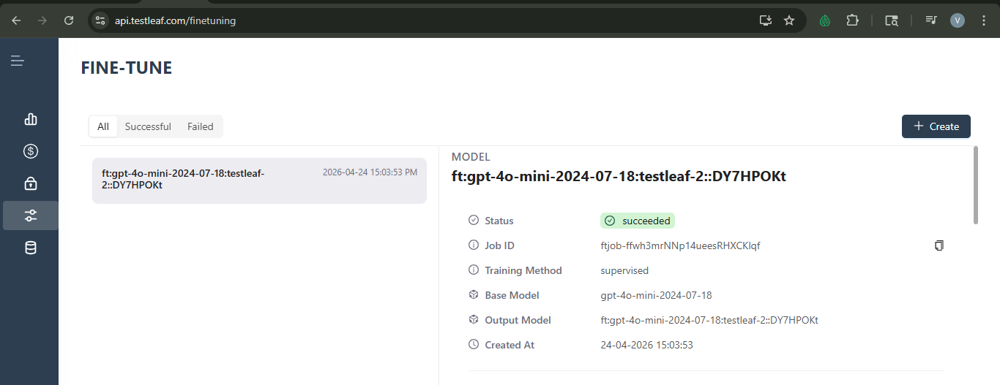 api.testleaf.com/finetuning
V
FINE-TUNE
All Successful Failed
+ Create
ft:gpt-4o-mini-2024-07-18:testleaf-
2::DY7HPOKt
2026-04-24 15:03:53 PM
MODEL
ft:gpt-4o-mini-2024-07-18:testleaf-2::DY7HPOKt
Status succeeded
Job ID ftjob-ffwh3mrNNp14ueesRHXCKlqf
Training Method supervised
Base Model gpt-4o-mini-2024-07-18
Output Model ft:gpt-4o-mini-2024-07-18:testleaf-2::DY7HPOKt
Created At 24-04-2026 15:03:53